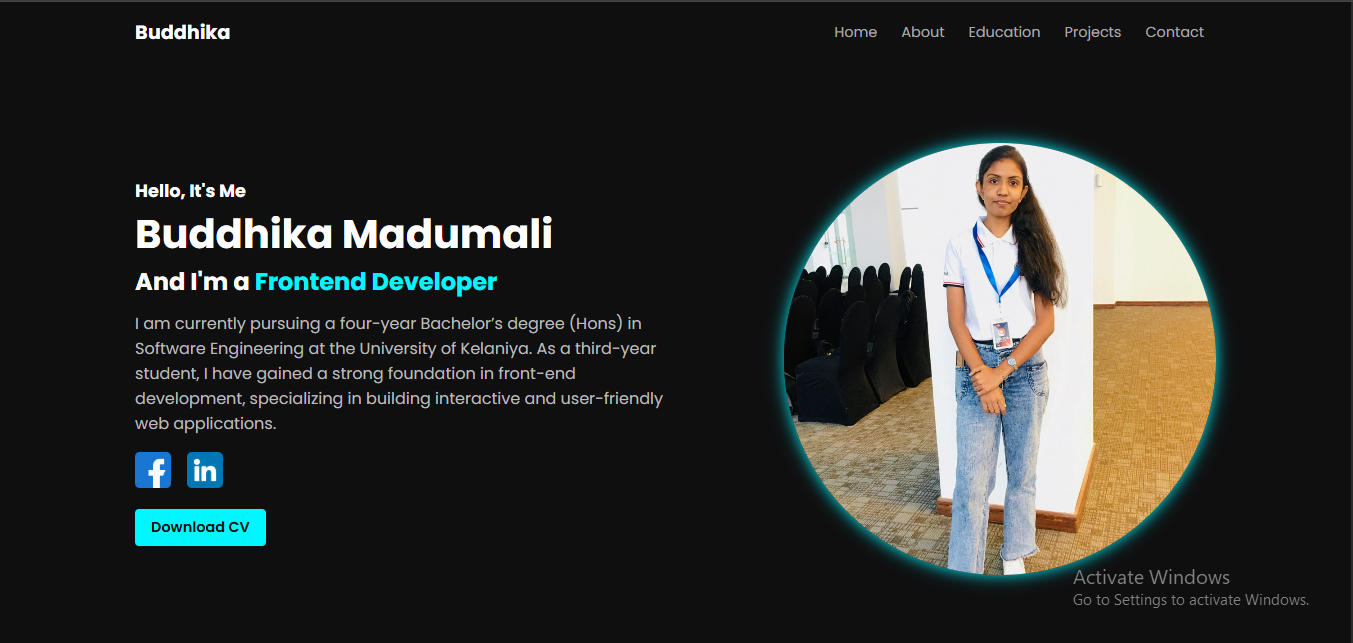 Buddhika
Home About Education Projects Contact
Hello, It's Me
Buddhika Madumali
And I'm a Frontend Developer
I am currently pursuing a four-year Bachelor’s degree (Hons) in
Software Engineering at the University of Kelaniya. As a third-year
student, I have gained a strong foundation in front-end
development, specializing in building interactive and user-friendly
web applications.
f in
Download CV
Activate Windows
Go to Settings to activate Windows.